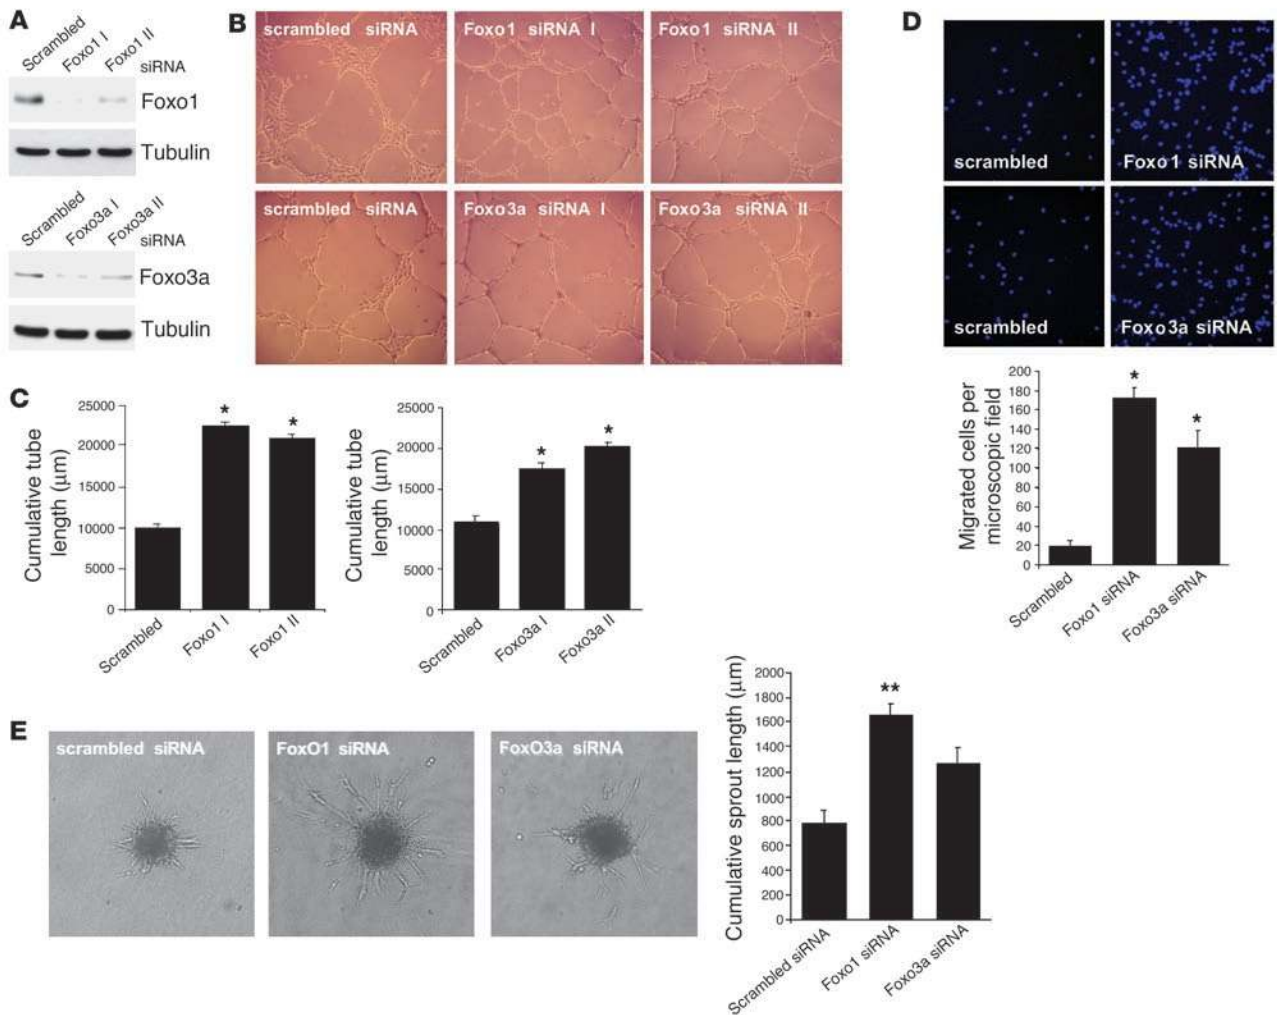 A
Scrambled
Foxo1 I
Foxo1 II
siRNA
Foxo1
Tubulin
Scrambled
Foxo3a I
Foxo3a II
siRNA
Foxo3a
Tubulin
B
scrambled siRNA
Foxo1 siRNA I
Foxo1 siRNA II
scrambled siRNA
Foxo3a siRNA I
Foxo3a siRNA II
C
Cumulative tube
length (μm)
25000
20000
15000
10000
5000
0
*
*
Scrambled
Foxo1 I
Foxo1 II
Cumulative tube
length (μm)
25000
20000
15000
10000
5000
0
*
*
Scrambled
Foxo3a I
Foxo3a II
D
scrambled
Foxo1 siRNA
scrambled
Foxo3a siRNA
Migrated cells per
microscopic field
200
180
160
140
120
100
80
60
40
20
0
*
*
Scrambled
Foxo1 siRNA
Foxo3a siRNA
E
scrambled siRNA
FoxO1 siRNA
FoxO3a siRNA
Cumulative sprout length (μm)
2000
1800
1600
1400
1200
1000
800
600
400
200
0
**
Scrambled siRNA
Foxo1 siRNA
Foxo3a siRNA